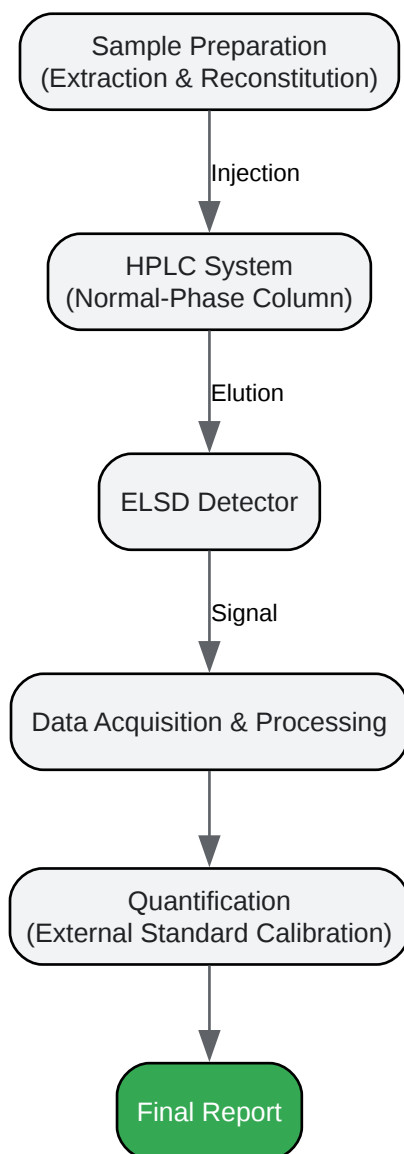 Sample Preparation
(Extraction & Reconstitution)
Injection
HPLC System
(Normal-Phase Column)
Elution
ELSD Detector
Signal
Data Acquisition & Processing
Quantification
(External Standard Calibration)
Final Report